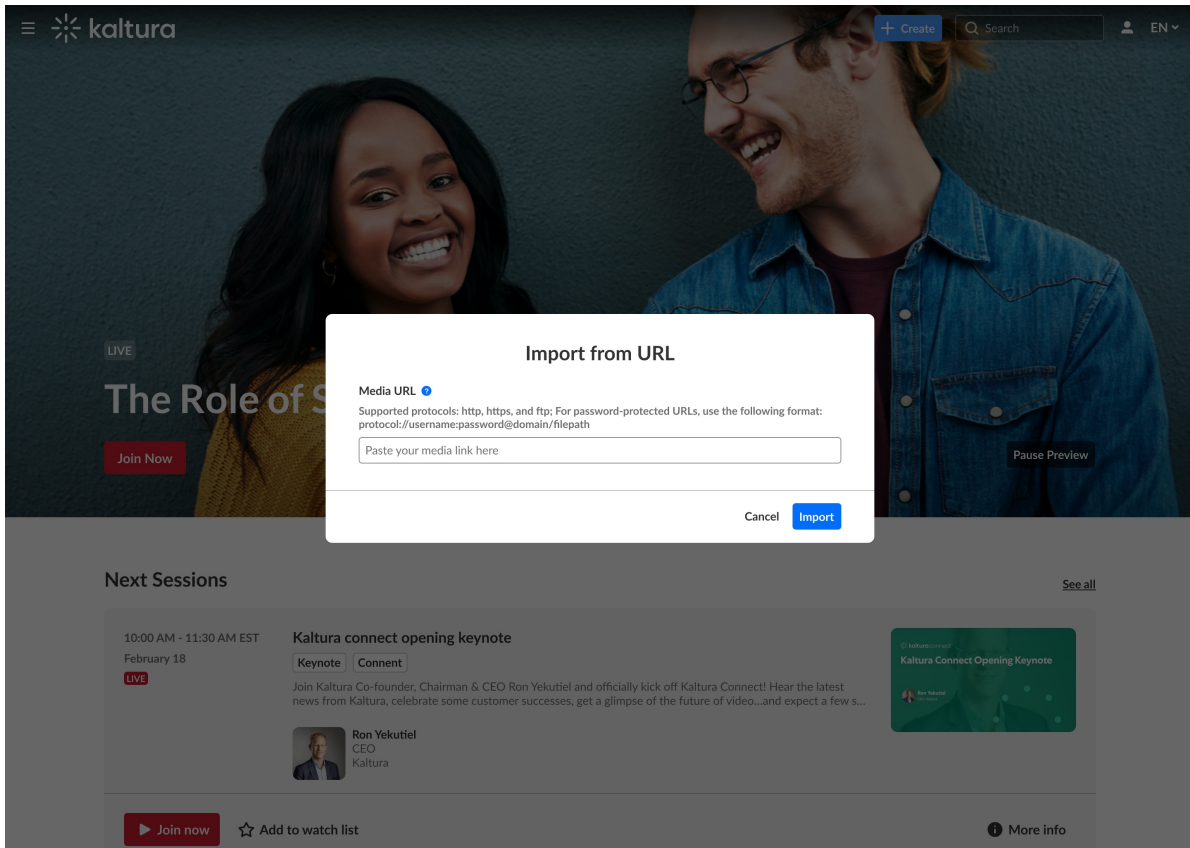 kaltura
Create
Search
EN
LIVE
The Role of S
Join Now
Pause Preview
Import from URL
Media URL ?
Supported protocols: http, https, and ftp; For password-protected URLs, use the following format:
protocol://username:password@domain/filepath
Paste your media link here
Cancel
Import
Next Sessions
See all
10:00 AM - 11:30 AM EST
February 18
LIVE
Kaltura connect opening keynote
Keynote
Connent
Join Kaltura Co-founder, Chairman & CEO Ron Yekutiel and officially kick off Kaltura Connect! Hear the latest
news from Kaltura, celebrate some customer successes, get a glimpse of the future of video...and expect a few s...
Ron Yekutiel
CEO
Kaltura
kalturaconnect
Kaltura Connect Opening Keynote
Ron Yekutiel
Join now
Add to watch list
More info